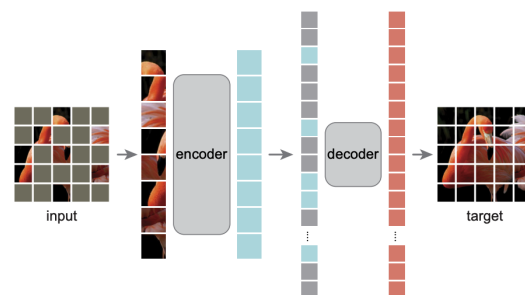 encoder
decoder
input
target